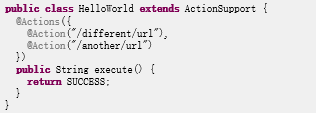 public class HelloWorld extends ActionSupport {
  @Actions({
    @Action("/different/url"),
    @Action("/another/url")
  })
  public String execute() {
    return SUCCESS;
  }
}